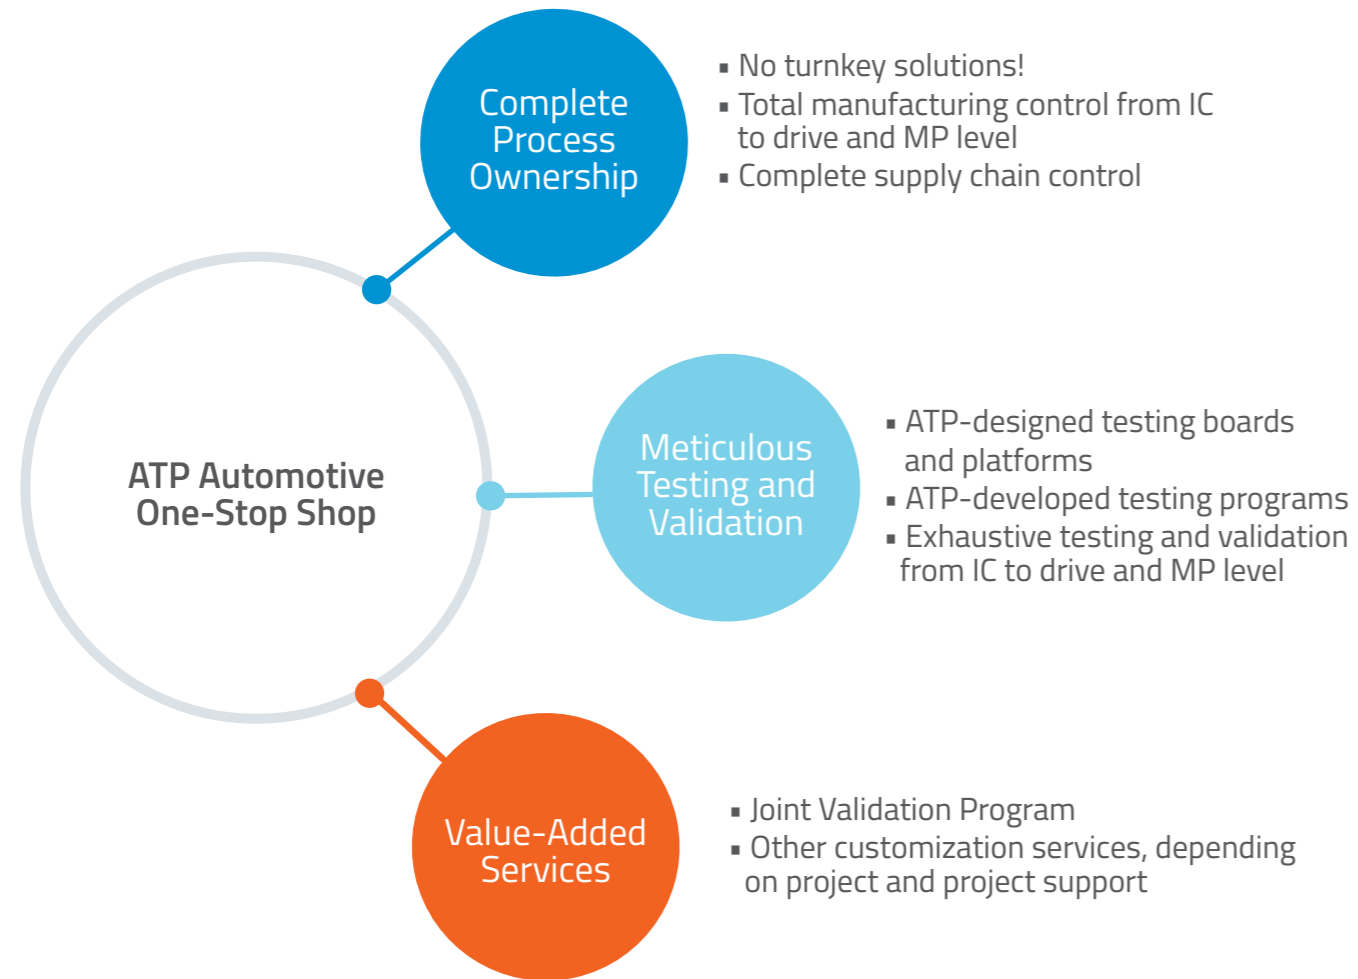 Complete
Process
Ownership
▪ No turnkey solutions!
▪ Total manufacturing control from IC
to drive and MP level
▪ Complete supply chain control
ATP Automotive
One-Stop Shop
Meticulous
Testing and
Validation
▪ ATP-designed testing boards
and platforms
▪ ATP-developed testing programs
▪ Exhaustive testing and validation
from IC to drive and MP level
Value-Added
Services
▪ Joint Validation Program
▪ Other customization services, depending
on project and project support